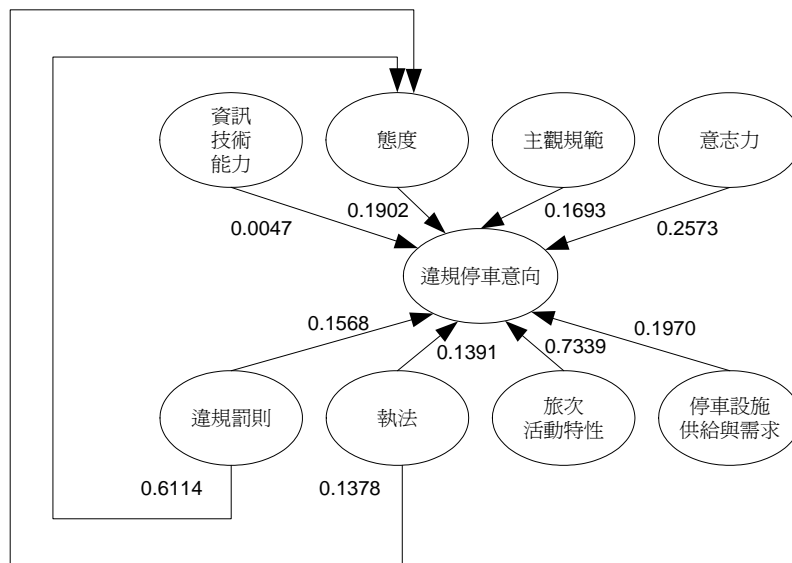 資訊
技術
能力
態度
主觀規範
意志力
0.0047
0.1902
0.1693
0.2573
違規停車意向
0.1568
0.1391
0.7339
0.1970
違規罰則
執法
旅次
活動特性
停車設施
供給與需求
0.6114
0.1378